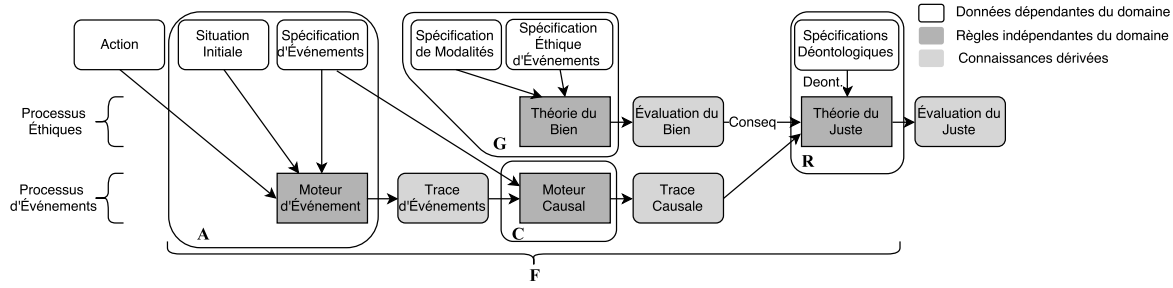 Action
Situation
Initiale
Spécification
d'Événements
Spécification
de Modalités
Spécification
Éthique
d'Événements
Spécifications
Déontologiques
Données dépendantes du domaine
Règles indépendantes du domaine
Connaissances dérivées
Deont.
Processus
Éthiques
Théorie du
Bien
Évaluation du
Bien
Conseq
Théorie du
Juste
Évaluation du
Juste
G
R
Processus
d'Événements
Moteur
d'Événement
Trace
d'Événements
Moteur
Causal
Trace
Causale
A
C
F